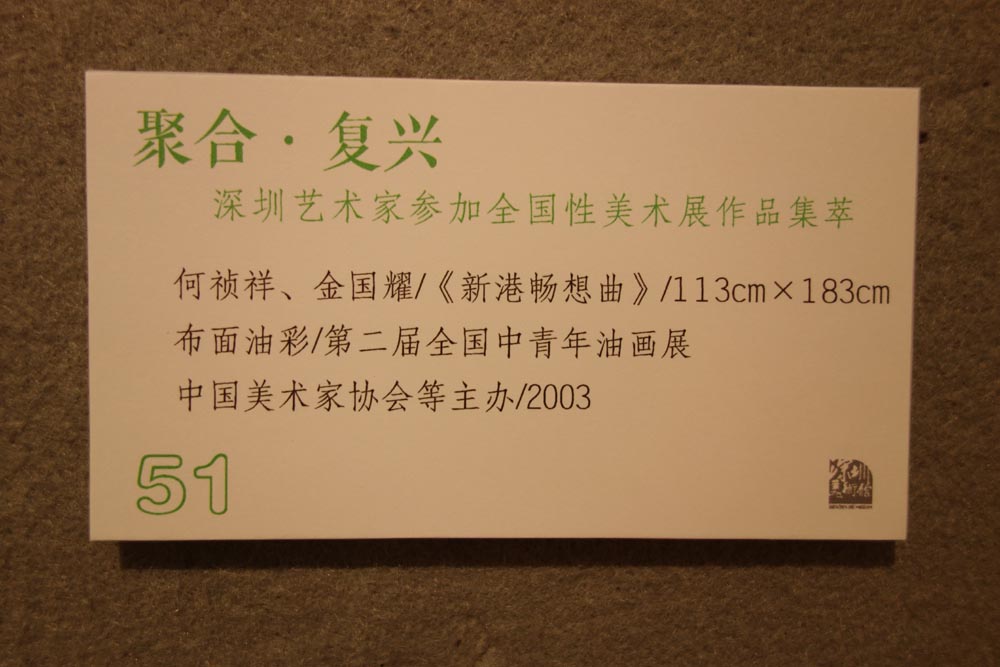 聚合·复兴
深圳艺术家参加全国性美术展作品集萃
何祯祥、金国耀/《新港畅想曲》/113cm×183cm
布面油彩/第二届全国中青年油画展
中国美术家协会等主办/2003
51